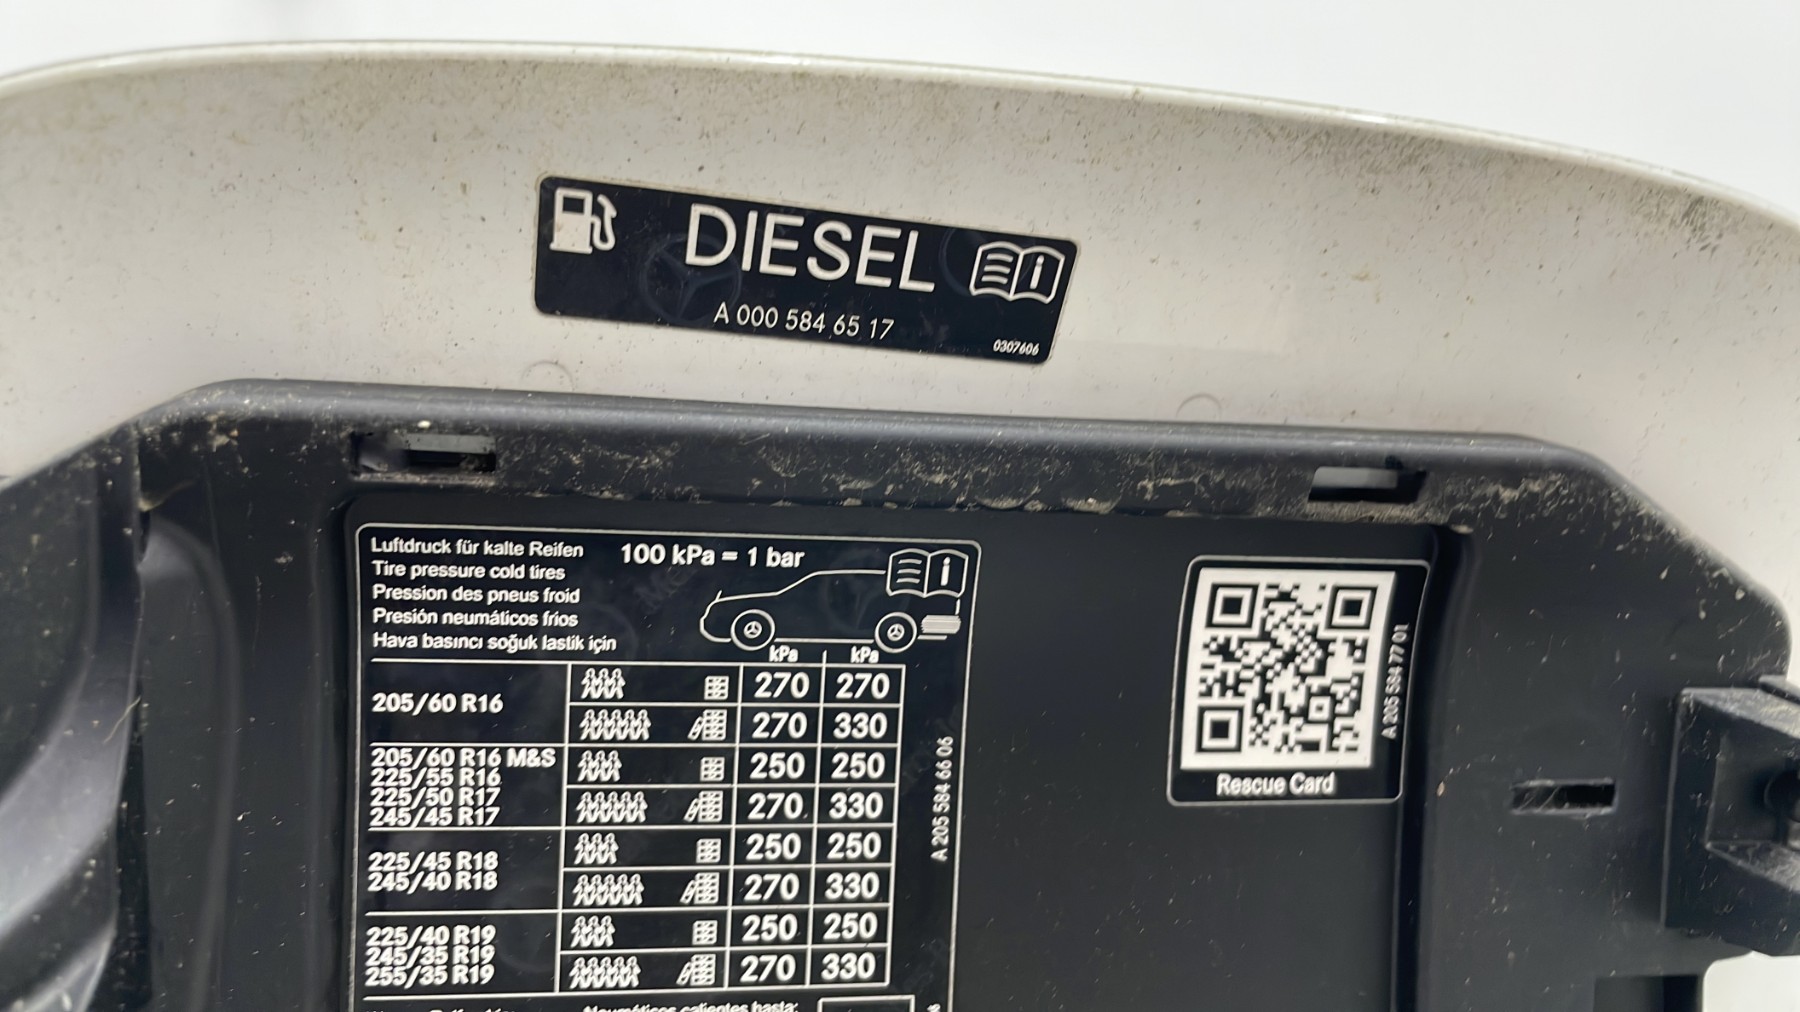 DIESEL
A 000 584 65 17
0307606
Luftdruck für kalte Reifen
Tire pressure cold tires
Pression des pneus froid
Presión neumáticos fríos
Hava basıncı soğuk lastik için
100 kPa = 1 bar
kPa kPa
205/60 R16
270 270
270 330
205/60 R16 M&S
225/55 R16
225/50 R17
245/45 R17
250 250
270 330
225/45 R18
245/40 R18
250 250
270 330
225/40 R19
245/35 R19
255/35 R19
250 250
270 330
Neumáticos calientes hasta:
A 205 584 66 06
Rescue Card
A 205 584 77 01